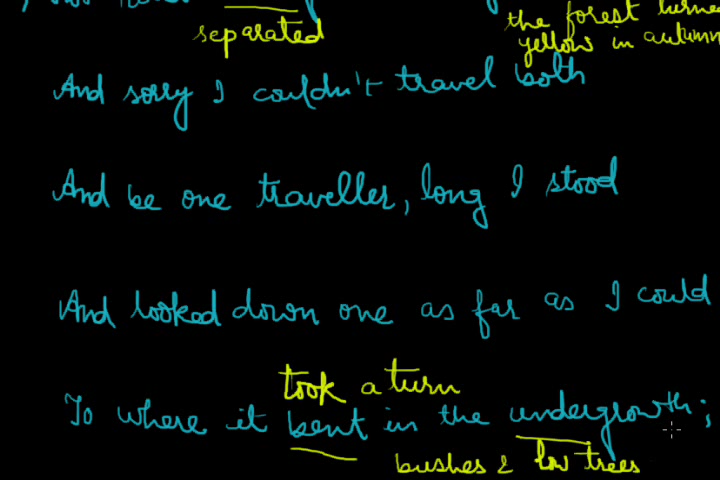 the forest turned
separated
yellow in autumn
And sorry I couldn't travel both
And be one traveller, long I stood
And looked down one as far as I could
took a turn
To where it bent in the undergrowth;
bushes & low trees